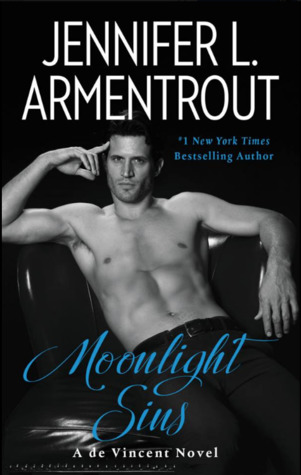 JENNIFER L.
ARMENTROUT
#1 New York Times
Bestselling Author
Moonlight
Sins
A de Vincent Novel